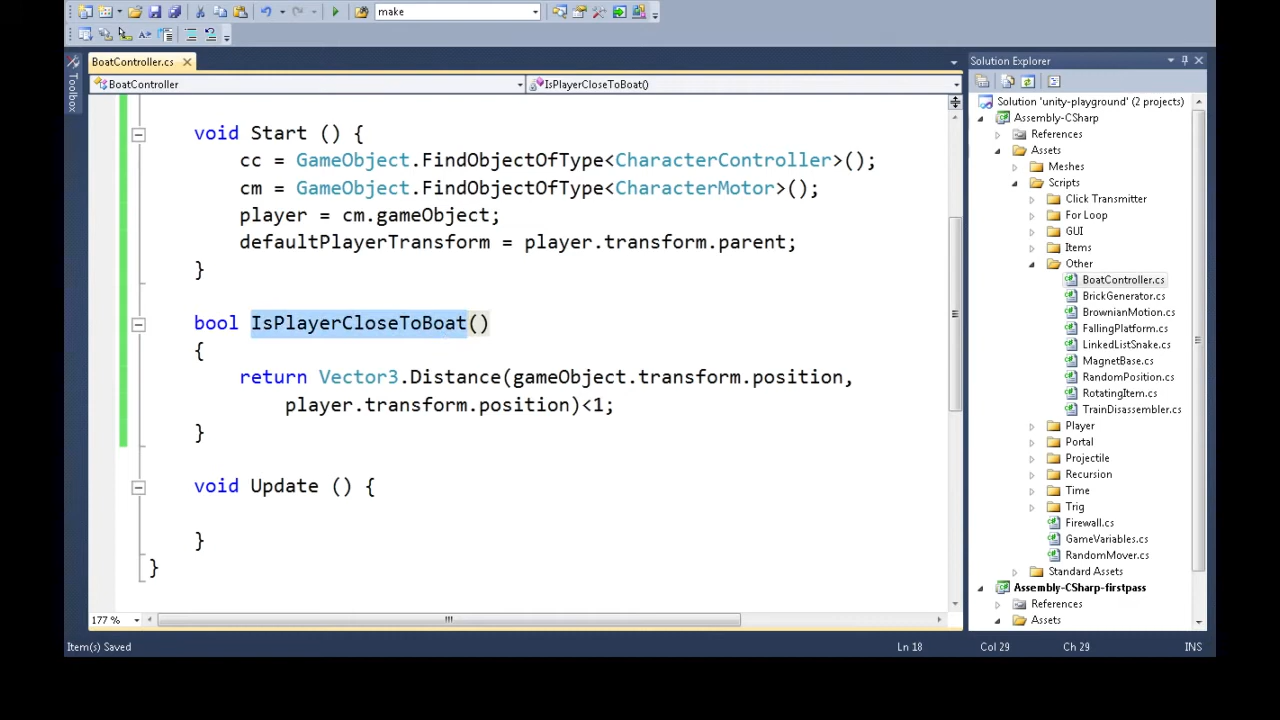 make
BoatController.cs
Solution Explorer
BoatController
IsPlayerCloseToBoat()
Toolbox
void Start () {
cc = GameObject.FindObjectOfType<CharacterController>();
cm = GameObject.FindObjectOfType<CharacterMotor>();
player = cm.gameObject;
defaultPlayerTransform = player.transform.parent;
}
bool IsPlayerCloseToBoat()
{
return Vector3.Distance(gameObject.transform.position,
player.transform.position)<1;
}
void Update () {
}
}
177 %
Solution 'unity-playground' (2 projects)
Assembly-CSharp
References
Assets
Meshes
Scripts
Click Transmitter
For Loop
GUI
Items
Other
BoatController.cs
BrickGenerator.cs
BrownianMotion.cs
FallingPlatform.cs
LinkedListSnake.cs
MagnetBase.cs
RandomPosition.cs
RotatingItem.cs
TrainDisassembler.cs
Player
Portal
Projectile
Recursion
Time
Trig
Firewall.cs
GameVariables.cs
RandomMover.cs
Standard Assets
Assembly-CSharp-firstpass
References
Assets
Item(s) Saved
Ln 18
Col 29
Ch 29
INS